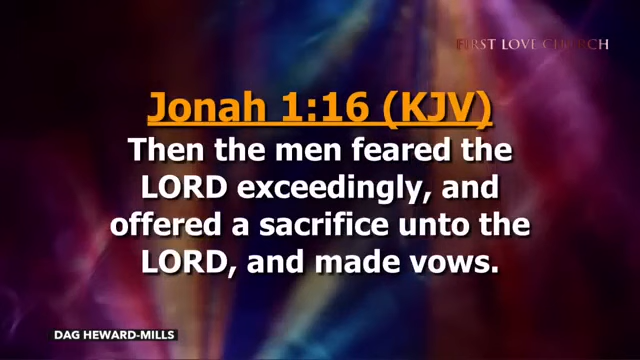 FIRST LOVE CHURCH
Jonah 1:16 (KJV)
Then the men feared the
LORD exceedingly, and
offered a sacrifice unto the
LORD, and made vows.
DAG HEWARD-MILLS